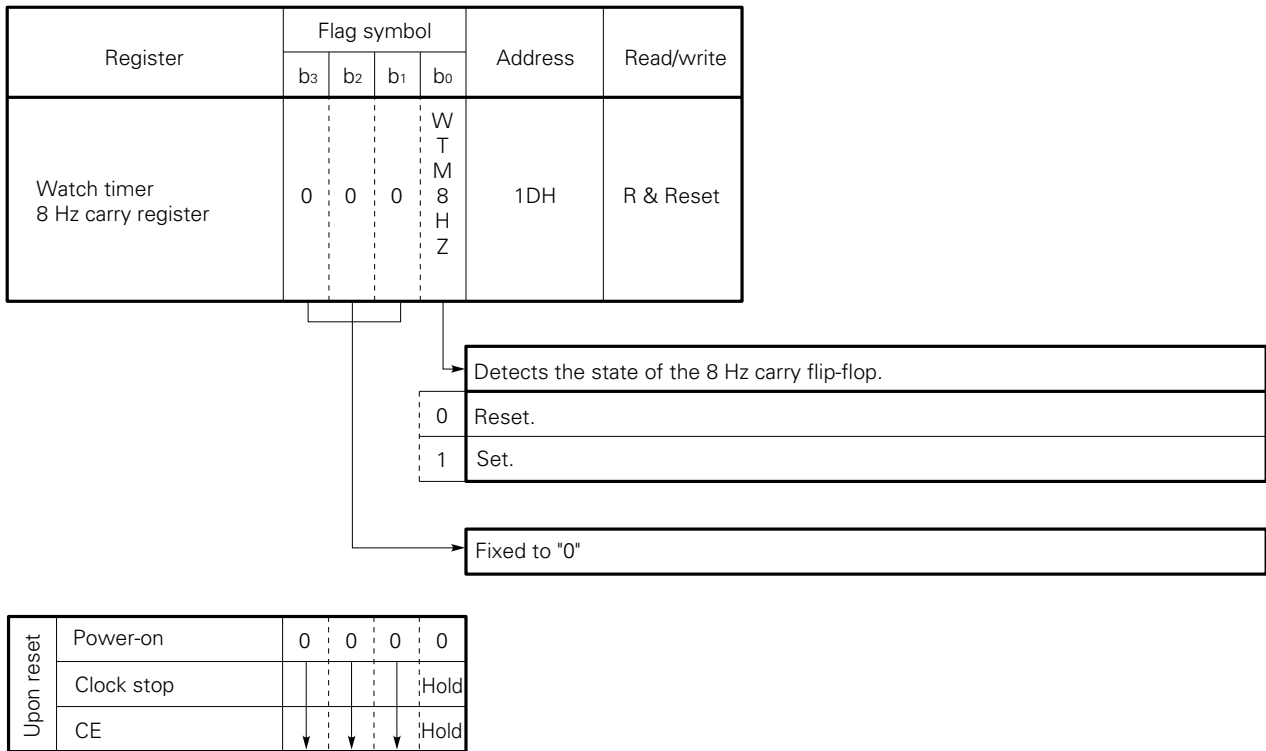 Register
Flag symbol
Address
Read/write
b3 b2 b1 b0
Watch timer
8 Hz carry register
0 0 0
W
T
M
8
H
Z
1DH
R & Reset
Detects the state of the 8 Hz carry flip-flop.
0 Reset.
1 Set.
Fixed to "0"
Upon reset
Power-on 0 0 0 0
Clock stop Hold
CE Hold